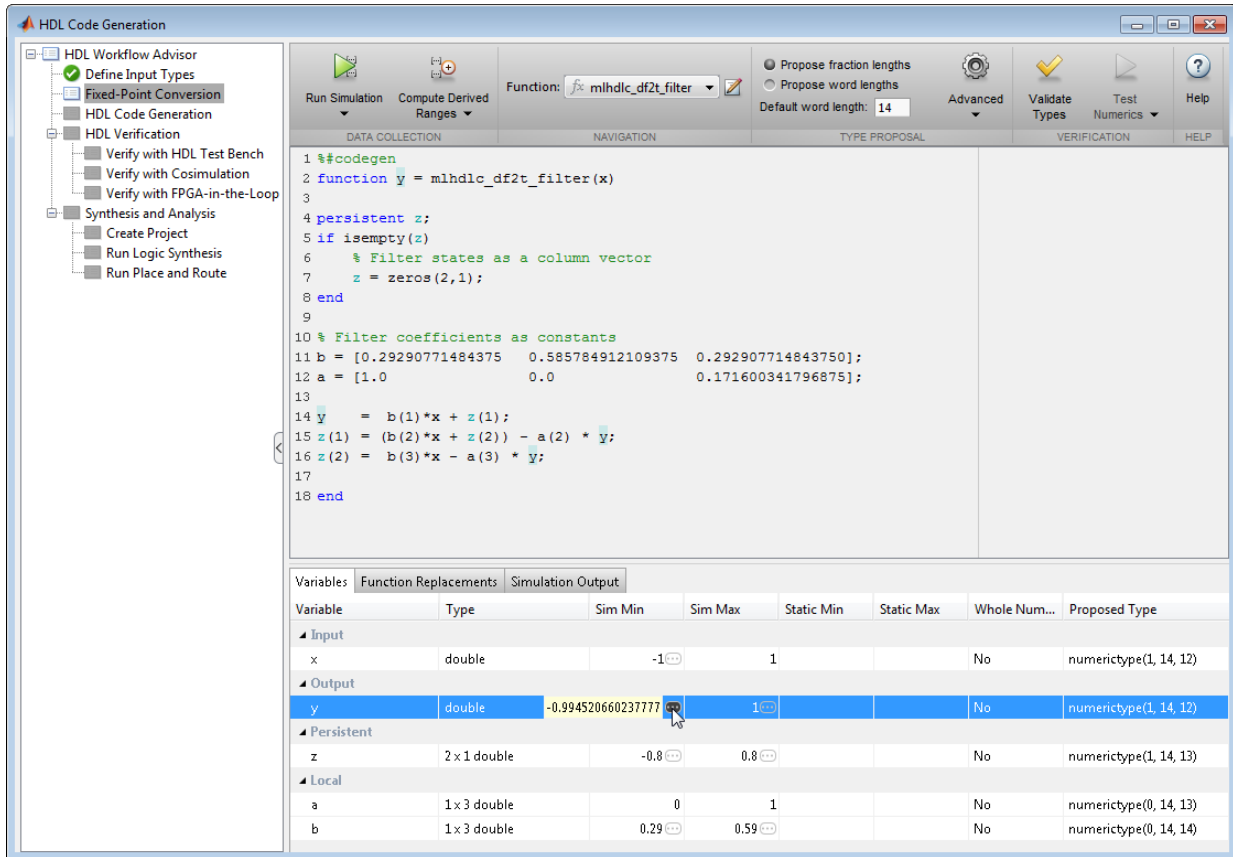 HDL Code Generation
HDL Workflow Advisor
Define Input Types
Fixed-Point Conversion
HDL Code Generation
HDL Verification
Verify with HDL Test Bench
Verify with Cosimulation
Verify with FPGA-in-the-Loop
Synthesis and Analysis
Create Project
Run Logic Synthesis
Run Place and Route
Run Simulation
Compute Derived
Ranges
DATA COLLECTION
Function: fx mlhdlc_df2t_filter
NAVIGATION
Propose fraction lengths
Propose word lengths
Default word length: 14
Advanced
TYPE PROPOSAL
Validate
Types
Test
Numerics
VERIFICATION
?
Help
HELP
1 %#codegen
2 function y = mlhdlc_df2t_filter(x)
3
4 persistent z;
5 if isempty(z)
6 % Filter states as a column vector
7 z = zeros(2,1);
8 end
9
10 % Filter coefficients as constants
11 b = [0.29290771484375 0.585784912109375 0.292907714843750];
12 a = [1.0 0.0 0.171600341796875];
13
14 y = b(1)*x + z(1);
15 z(1) = (b(2)*x + z(2)) - a(2) * y;
16 z(2) = b(3)*x - a(3) * y;
17
18 end
Variables Function Replacements Simulation Output
Variable Type Sim Min Sim Max Static Min Static Max Whole Num... Proposed Type
Input
x double -1 1 No numerictype(1, 14, 12)
Output
y double -0.994520660237777 1 No numerictype(1, 14, 12)
Persistent
z 2 x 1 double -0.8 0.8 No numerictype(1, 14, 13)
Local
a 1 x 3 double 0 1 No numerictype(0, 14, 13)
b 1 x 3 double 0.29 0.59 No numerictype(0, 14, 14)